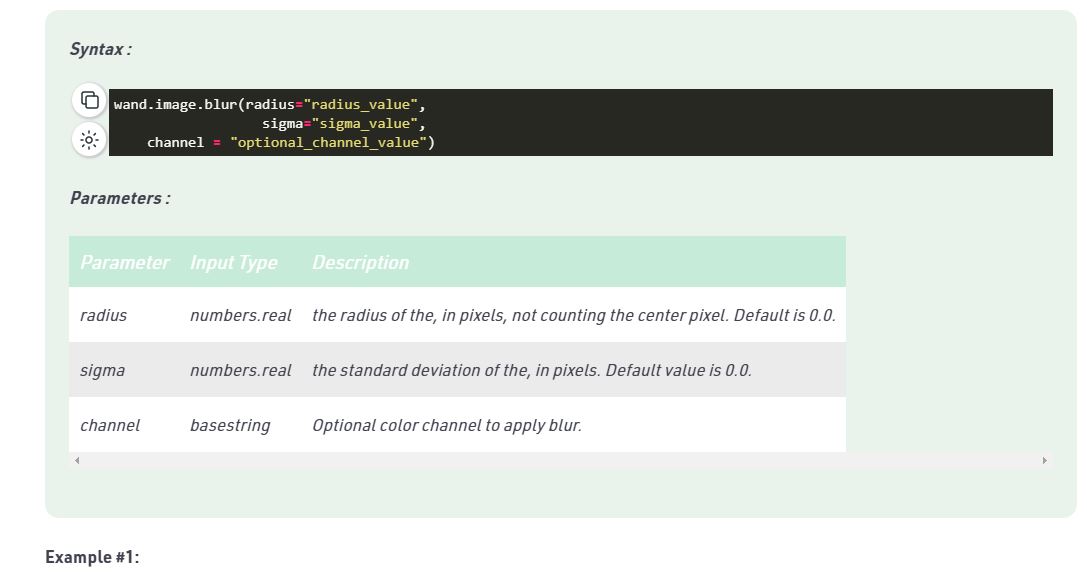 Syntax :
wand.image.blur(radius="radius_value",
sigma="sigma_value",
channel = "optional_channel_value")
Parameters :
Parameter Input Type Description
radius numbers.real the radius of the, in pixels, not counting the center pixel. Default is 0.0.
sigma numbers.real the standard deviation of the, in pixels. Default value is 0.0.
channel basestring Optional color channel to apply blur.
Example #1: